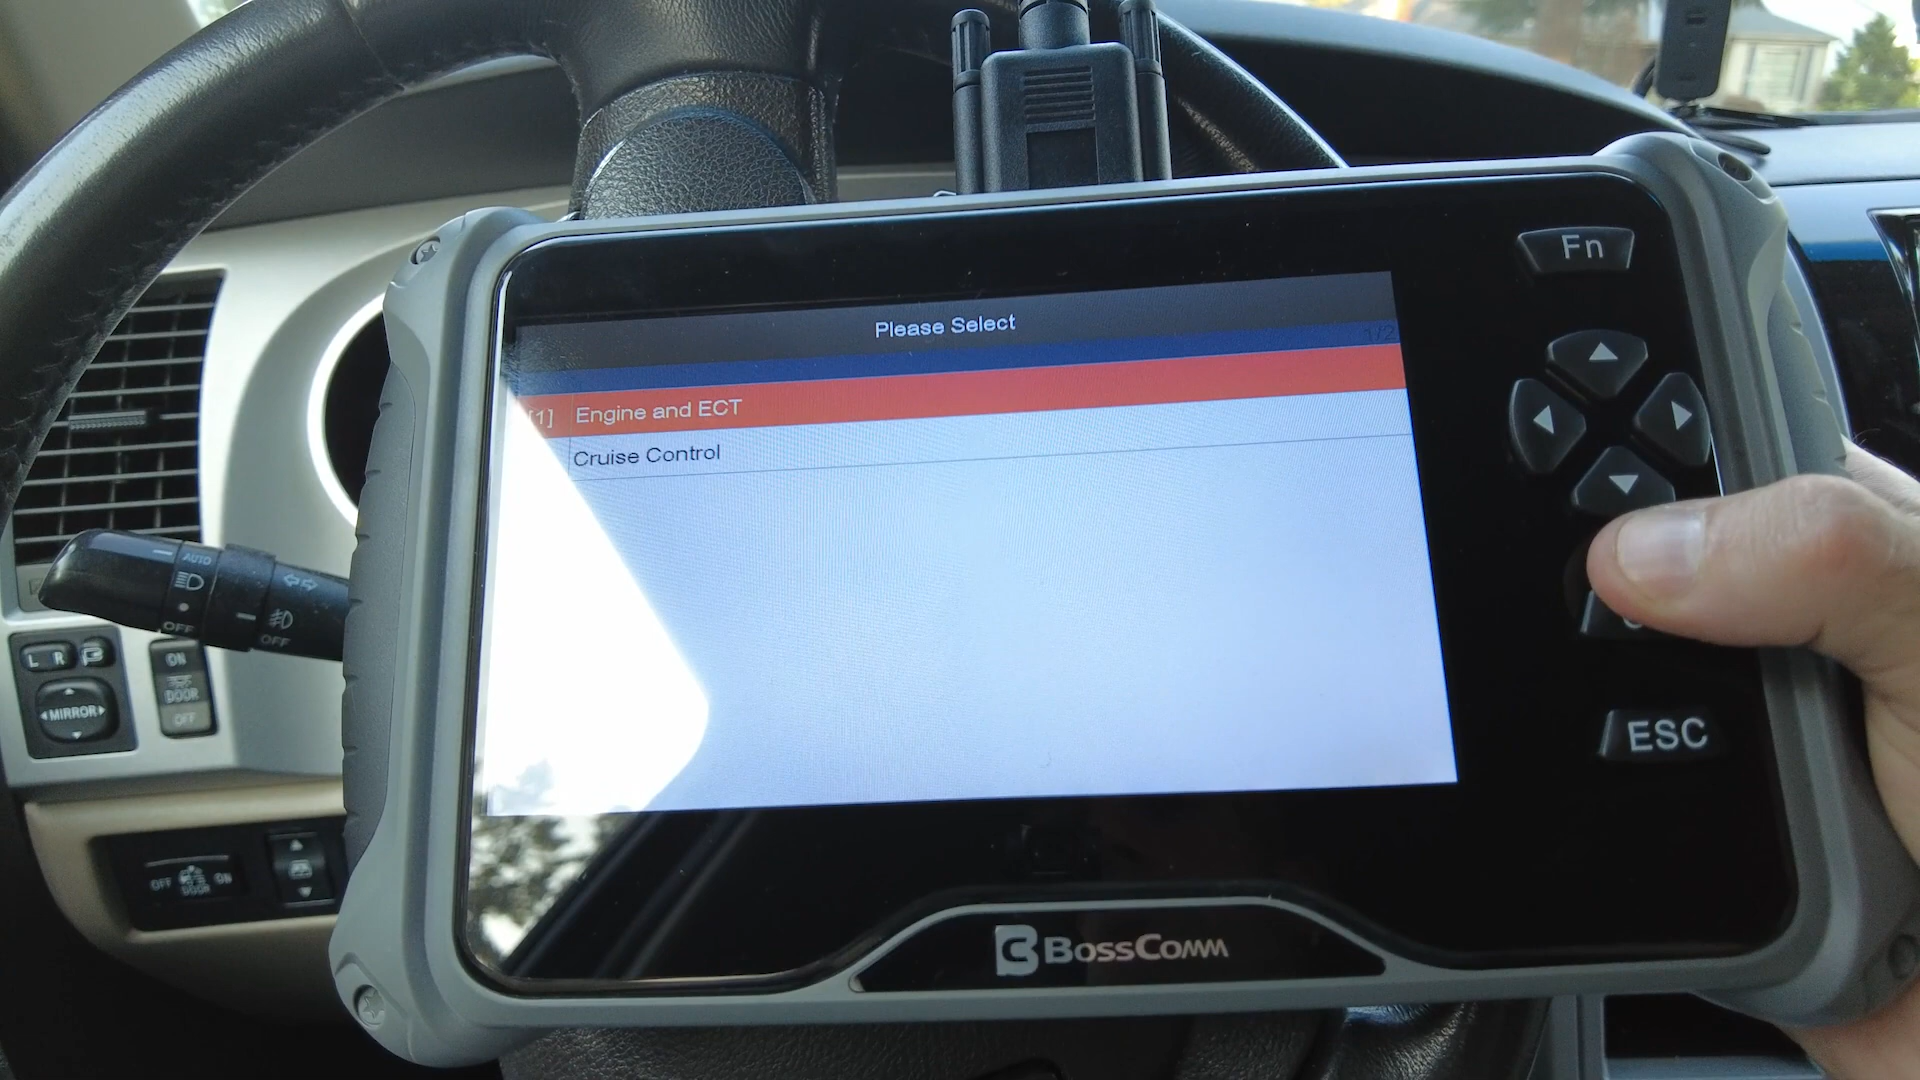 Please Select
1/2
[1] Engine and ECT
Cruise Control
Fn
ESC
BossComm
AUTO
OFF
OFF
L R
MIRROR
ON
DOOR
OFF
OFF DOOR ON